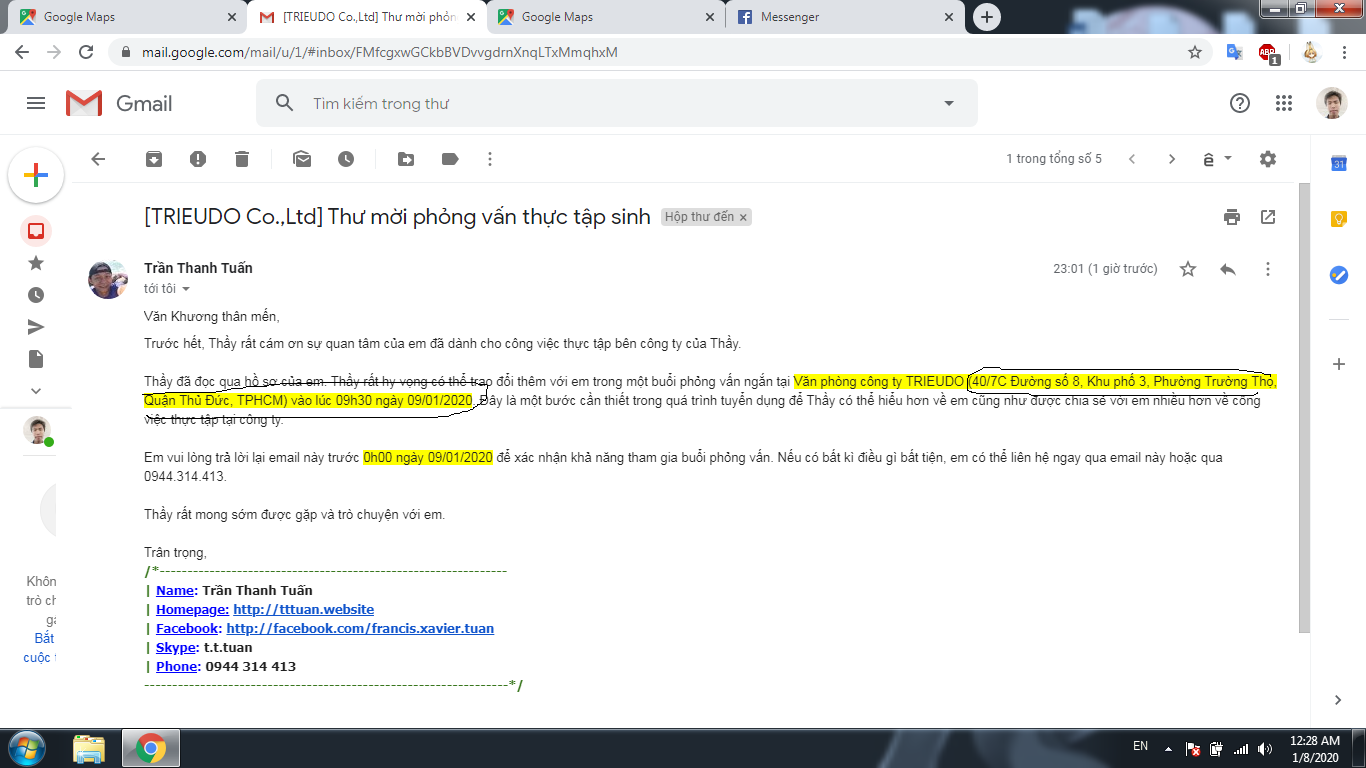 Google Maps
[TRIEUDO Co.,Ltd] Thư mời phỏng
Google Maps
Messenger
mail.google.com/mail/u/1/#inbox/FMfcgxwGCkbBVDvvgdrnXnqLTxMmqhxM
ABP
1
Gmail
Tìm kiếm trong thư
1 trong tổng số 5
ê
31
[TRIEUDO Co.,Ltd] Thư mời phỏng vấn thực tập sinh
Hộp thư đến ×
Trần Thanh Tuấn
23:01 (1 giờ trước)
tới tôi
Văn Khương thân mến,
Trước hết, Thầy rất cám ơn sự quan tâm của em đã dành cho công việc thực tập bên công ty của Thầy.
Thầy đã đọc qua hồ sơ của em. Thầy rất hy vọng có thể trao đổi thêm với em trong một buổi phỏng vấn ngắn tại Văn phòng công ty TRIEUDO (40/7C Đường số 8, Khu phố 3, Phường Trường Thọ,
Quận Thủ Đức, TPHCM) vào lúc 09h30 ngày 09/01/2020. Đây là một bước cần thiết trong quá trình tuyển dụng để Thầy có thể hiểu hơn về em cũng như được chia sẻ với em nhiều hơn về công
việc thực tập tại công ty.
Em vui lòng trả lời lại email này trước 0h00 ngày 09/01/2020 để xác nhận khả năng tham gia buổi phỏng vấn. Nếu có bất kì điều gì bất tiện, em có thể liên hệ ngay qua email này hoặc qua
0944.314.413.
Thầy rất mong sớm được gặp và trò chuyện với em.
Trân trọng,
/*---------------------------------------------------------------
| Name: Trần Thanh Tuấn
| Homepage: http://tttuan.website
| Facebook: http://facebook.com/francis.xavier.tuan
| Skype: t.t.tuan
| Phone: 0944 314 413
------------------------------------------------------------------*/
Khôn
trò ch
gầ
Bắt
cuộc t
EN
12:28 AM
1/8/2020